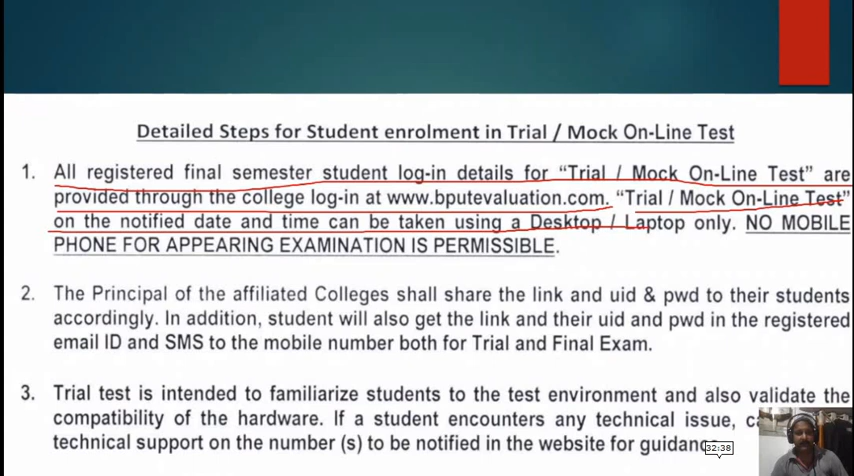 Detailed Steps for Student enrolment in Trial / Mock On-Line Test
1. All registered final semester student log-in details for “Trial / Mock On-Line Test” are
provided through the college log-in at www.bputevaluation.com. “Trial / Mock On-Line Test”
on the notified date and time can be taken using a Desktop / Laptop only. NO MOBILE
PHONE FOR APPEARING EXAMINATION IS PERMISSIBLE.
2. The Principal of the affiliated Colleges shall share the link and uid & pwd to their students
accordingly. In addition, student will also get the link and their uid and pwd in the registered
email ID and SMS to the mobile number both for Trial and Final Exam.
3. Trial test is intended to familiarize students to the test environment and also validate the
compatibility of the hardware. If a student encounters any technical issue,
technical support on the number (s) to be notified in the website for
32:38